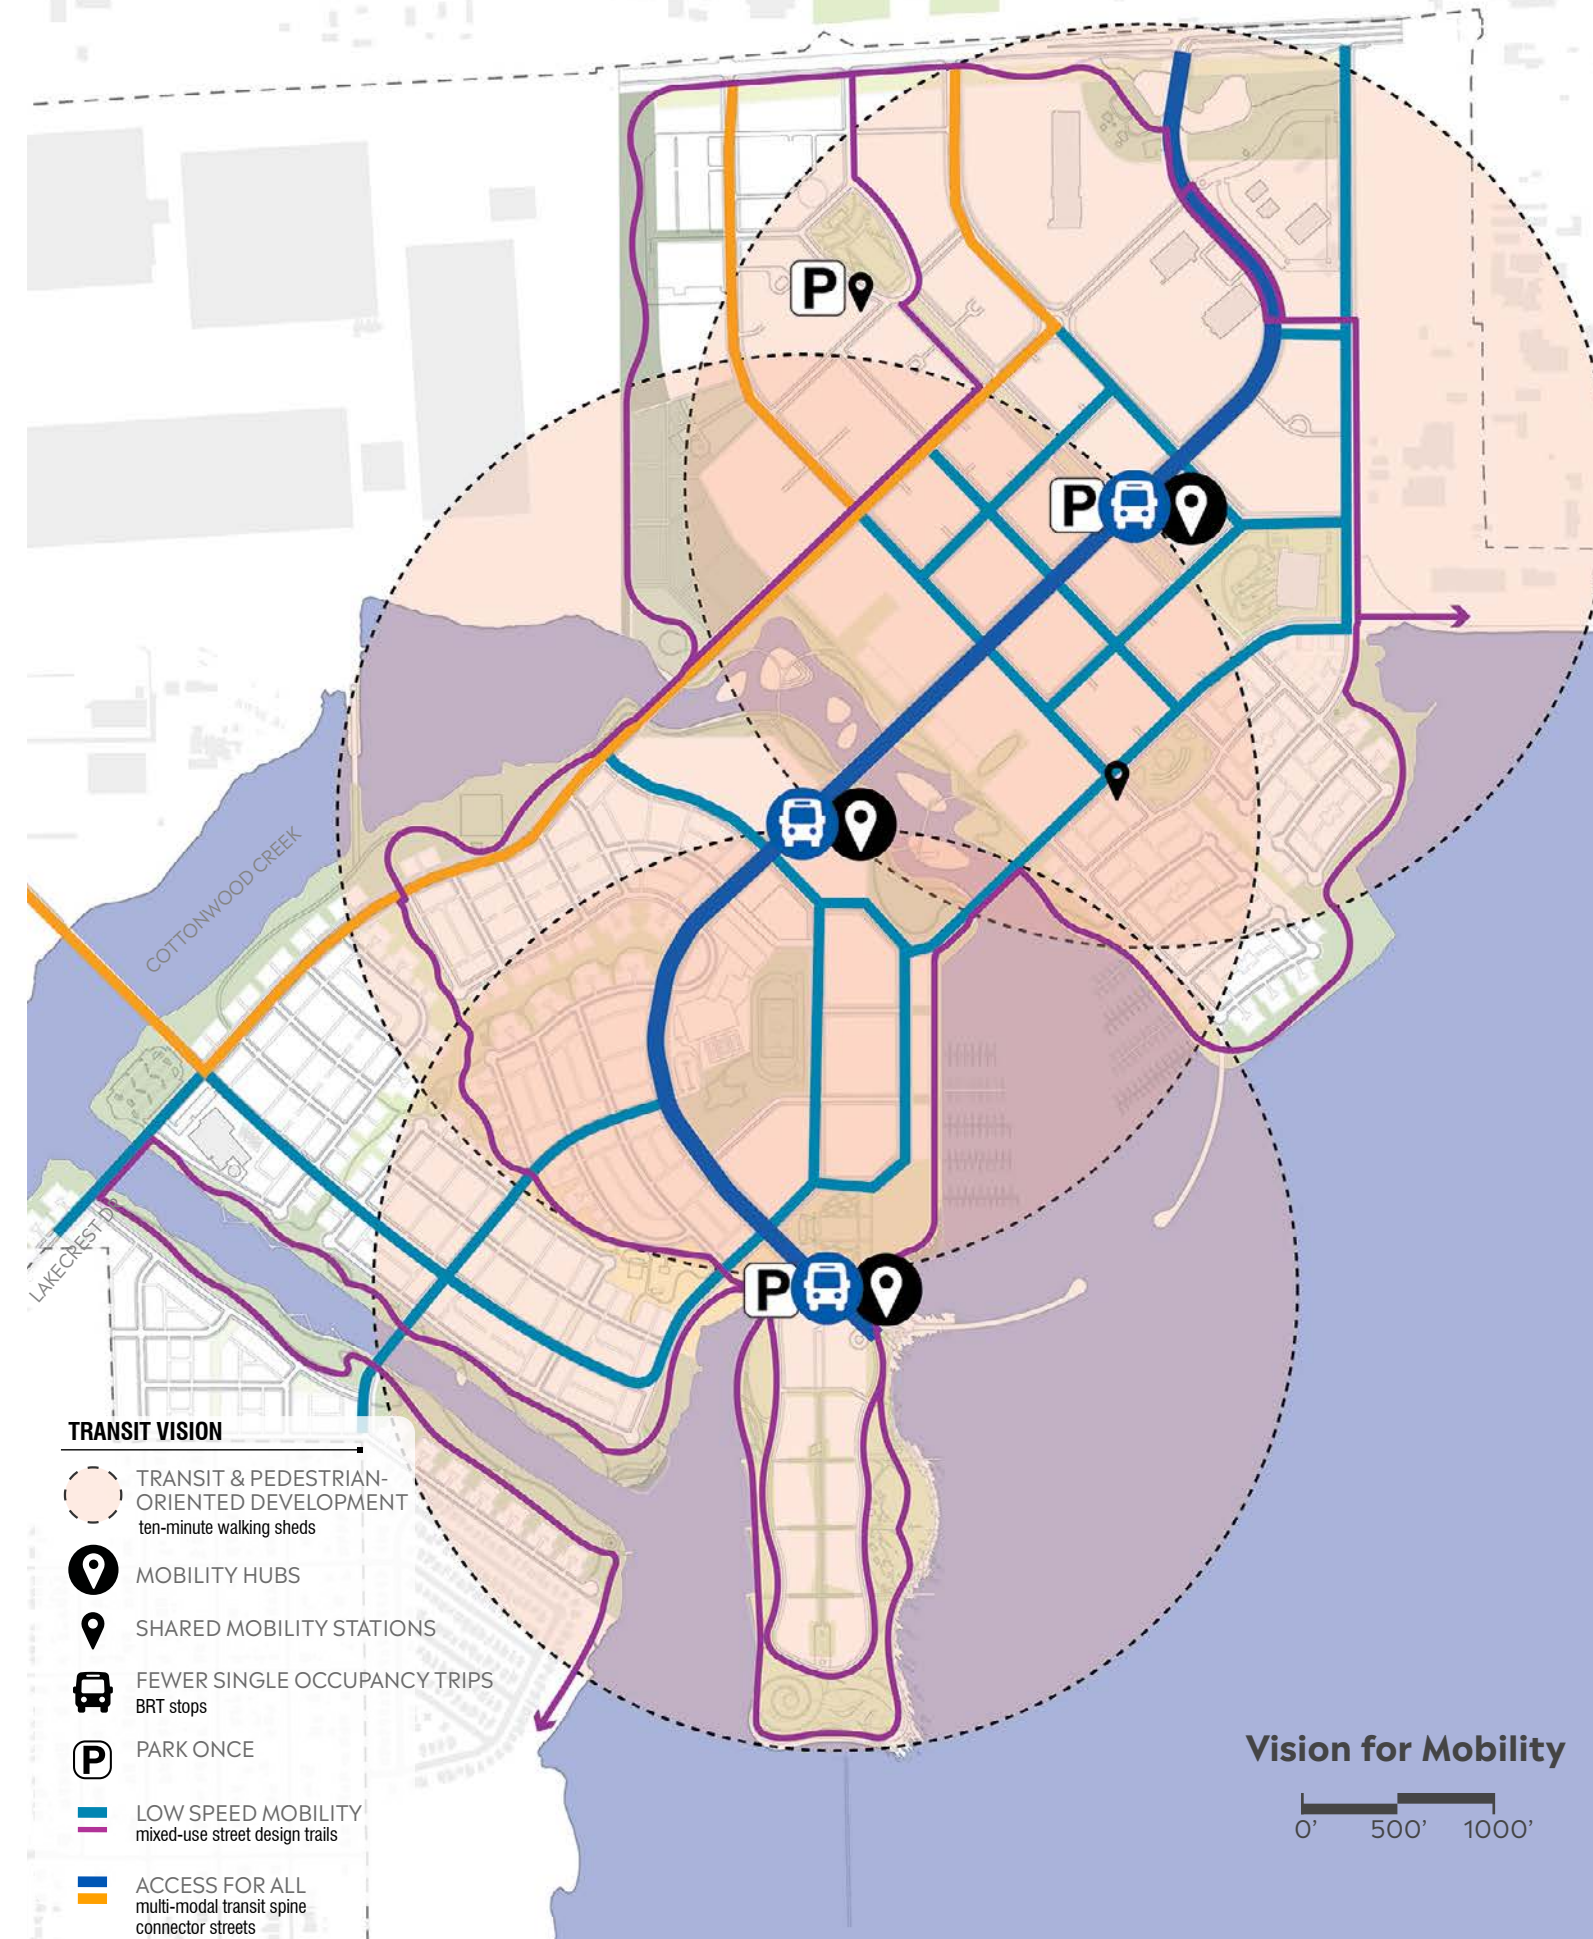 P
P
COTTONWOOD CREEK
LAKECREST DR
P
TRANSIT VISION
TRANSIT & PEDESTRIAN-
ORIENTED DEVELOPMENT
ten-minute walking sheds
MOBILITY HUBS
SHARED MOBILITY STATIONS
FEWER SINGLE OCCUPANCY TRIPS
BRT stops
P
PARK ONCE
LOW SPEED MOBILITY
mixed-use street design trails
ACCESS FOR ALL
multi-modal transit spine
connector streets
Vision for Mobility
0' 500' 1000'